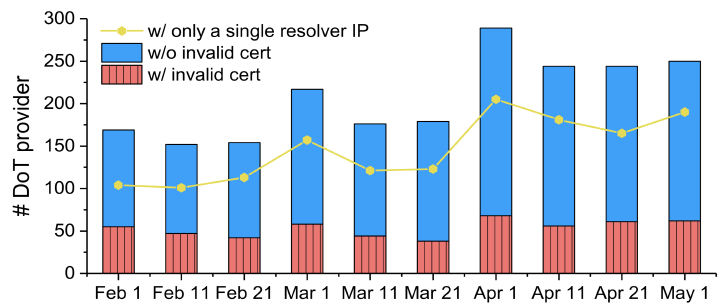 300
250
200
150
100
50
0
# DoT provider
w/ only a single resolver IP
w/o invalid cert
w/ invalid cert
Feb 1 Feb 11 Feb 21 Mar 1 Mar 11 Mar 21 Apr 1 Apr 11 Apr 21 May 1